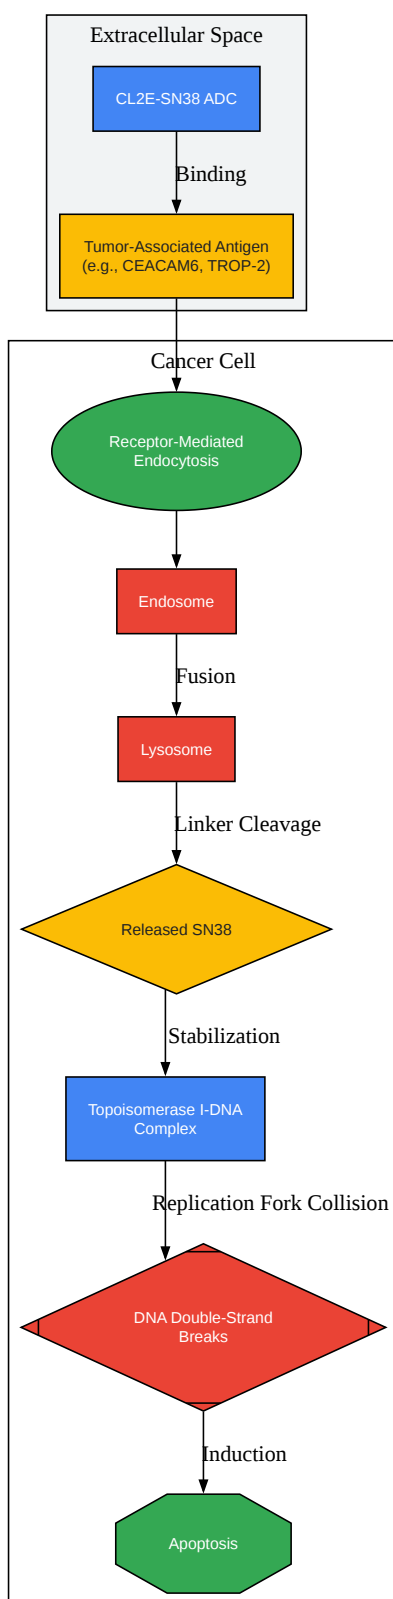 Extracellular Space
CL2E-SN38 ADC
Binding
Tumor-Associated Antigen
(e.g., CEACAM6, TROP-2)
Cancer Cell
Receptor-Mediated
Endocytosis
Endosome
Fusion
Lysosome
Linker Cleavage
Released SN38
Stabilization
Topoisomerase I-DNA
Complex
Replication Fork Collision
DNA Double-Strand
Breaks
Induction
Apoptosis